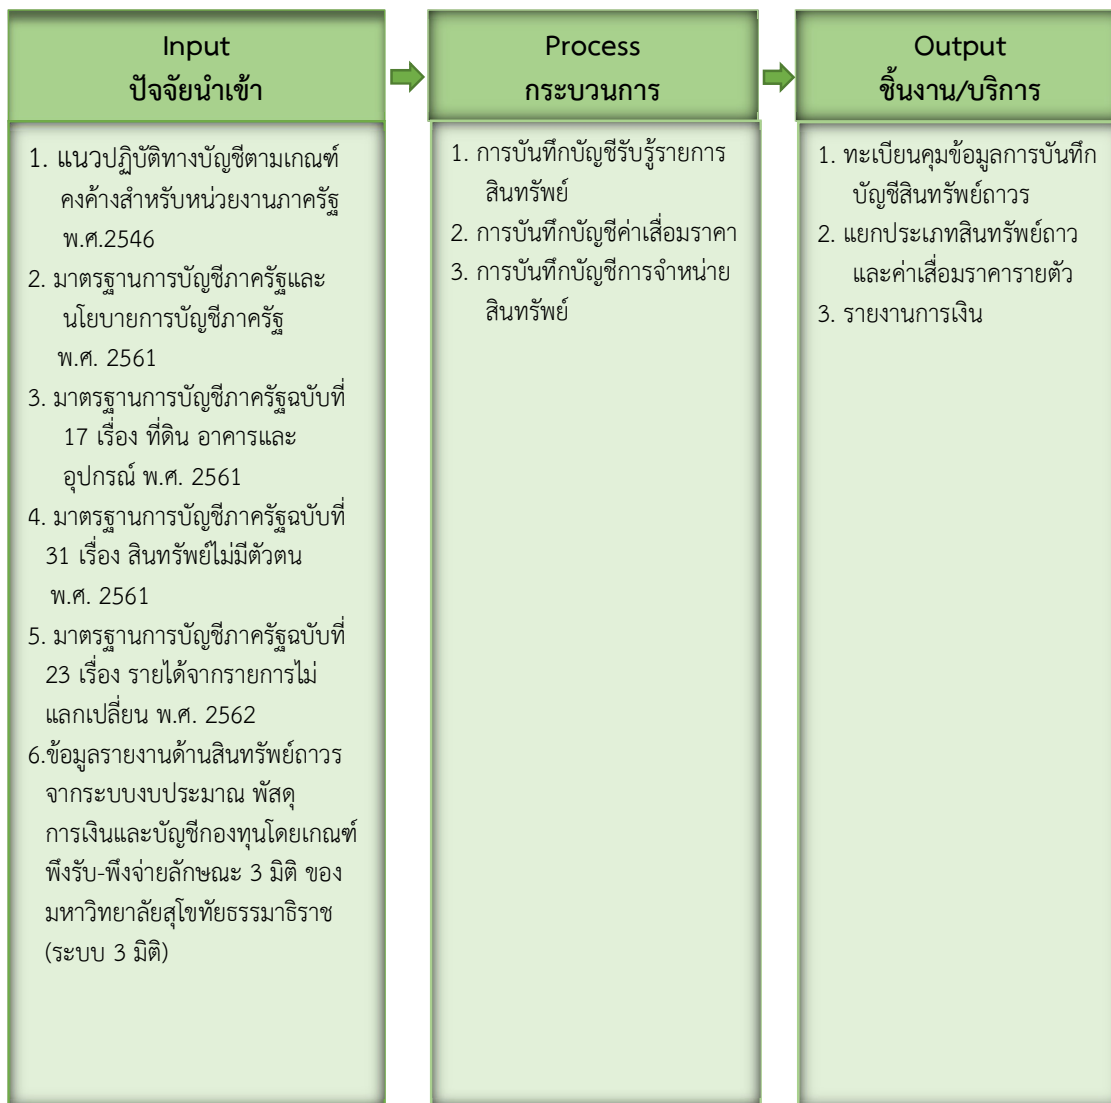 Input
ปัจจัยนำเข้า
1. แนวปฏิบัติทางบัญชีตามเกณฑ์
คงค้างสำหรับหน่วยงานภาครัฐ
พ.ศ.2546
2. มาตรฐานการบัญชีภาครัฐและ
นโยบายการบัญชีภาครัฐ
พ.ศ. 2561
3. มาตรฐานการบัญชีภาครัฐฉบับที่
17 เรื่อง ที่ดิน อาคารและ
อุปกรณ์ พ.ศ. 2561
4. มาตรฐานการบัญชีภาครัฐฉบับที่
31 เรื่อง สินทรัพย์ไม่มีตัวตน
พ.ศ. 2561
5. มาตรฐานการบัญชีภาครัฐฉบับที่
23 เรื่อง รายได้จากรายการไม่
แลกเปลี่ยน พ.ศ. 2562
6.ข้อมูลรายงานด้านสินทรัพย์ถาวร
จากระบบงบประมาณ พัสดุ
การเงินและบัญชีกองทุนโดยเกณฑ์
พึงรับ-พึงจ่ายลักษณะ 3 มิติ ของ
มหาวิทยาลัยสุโขทัยธรรมาธิราช
(ระบบ 3 มิติ)
Process
กระบวนการ
1. การบันทึกบัญชีรับรู้รายการ
สินทรัพย์
2. การบันทึกบัญชีค่าเสื่อมราคา
3. การบันทึกบัญชีการจำหน่าย
สินทรัพย์
Output
ชิ้นงาน/บริการ
1. ทะเบียนคุมข้อมูลการบันทึก
บัญชีสินทรัพย์ถาวร
2. แยกประเภทสินทรัพย์ถาว
และค่าเสื่อมราคารายตัว
3. รายงานการเงิน